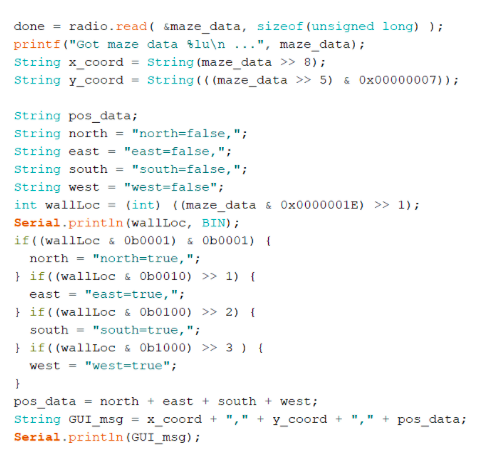 done = radio.read( &maze_data, sizeof(unsigned long) );
printf("Got maze data %lu\n ...", maze_data);
String x_coord = String(maze_data >> 8);
String y_coord = String(((maze_data >> 5) & 0x00000007));
String pos_data;
String north = "north=false,";
String east = "east=false,";
String south = "south=false,";
String west = "west=false";
int wallLoc = (int) ((maze_data & 0x0000001E) >> 1);
Serial.println(wallLoc, BIN);
if((wallLoc & 0b0001) & 0b0001) {
  north = "north=true,";
} if((wallLoc & 0b0010) >> 1) {
  east = "east=true,";
} if((wallLoc & 0b0100) >> 2) {
  south = "south=true,";
} if((wallLoc & 0b1000) >> 3 ) {
  west = "west=true";
}
pos_data = north + east + south + west;
String GUI_msg = x_coord + "," + y_coord + "," + pos_data;
Serial.println(GUI_msg);